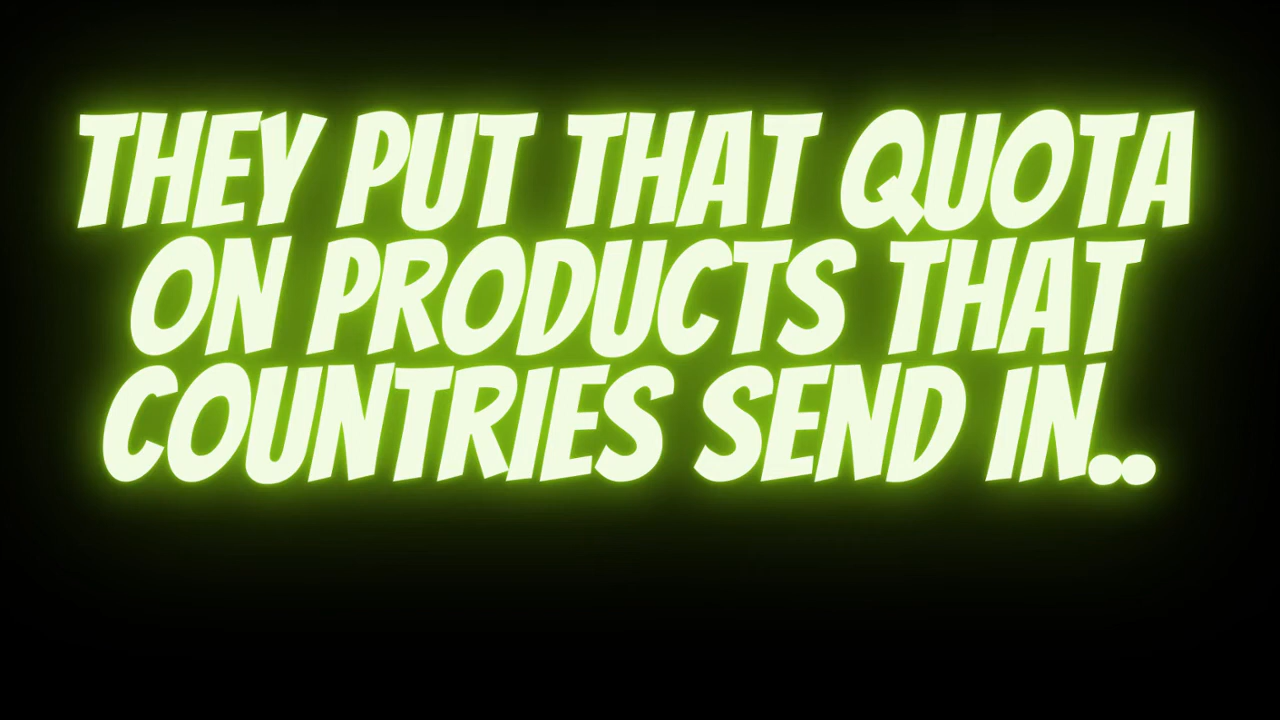 THEY PUT THAT QUOTA
ON PRODUCTS THAT
COUNTRIES SEND IN..